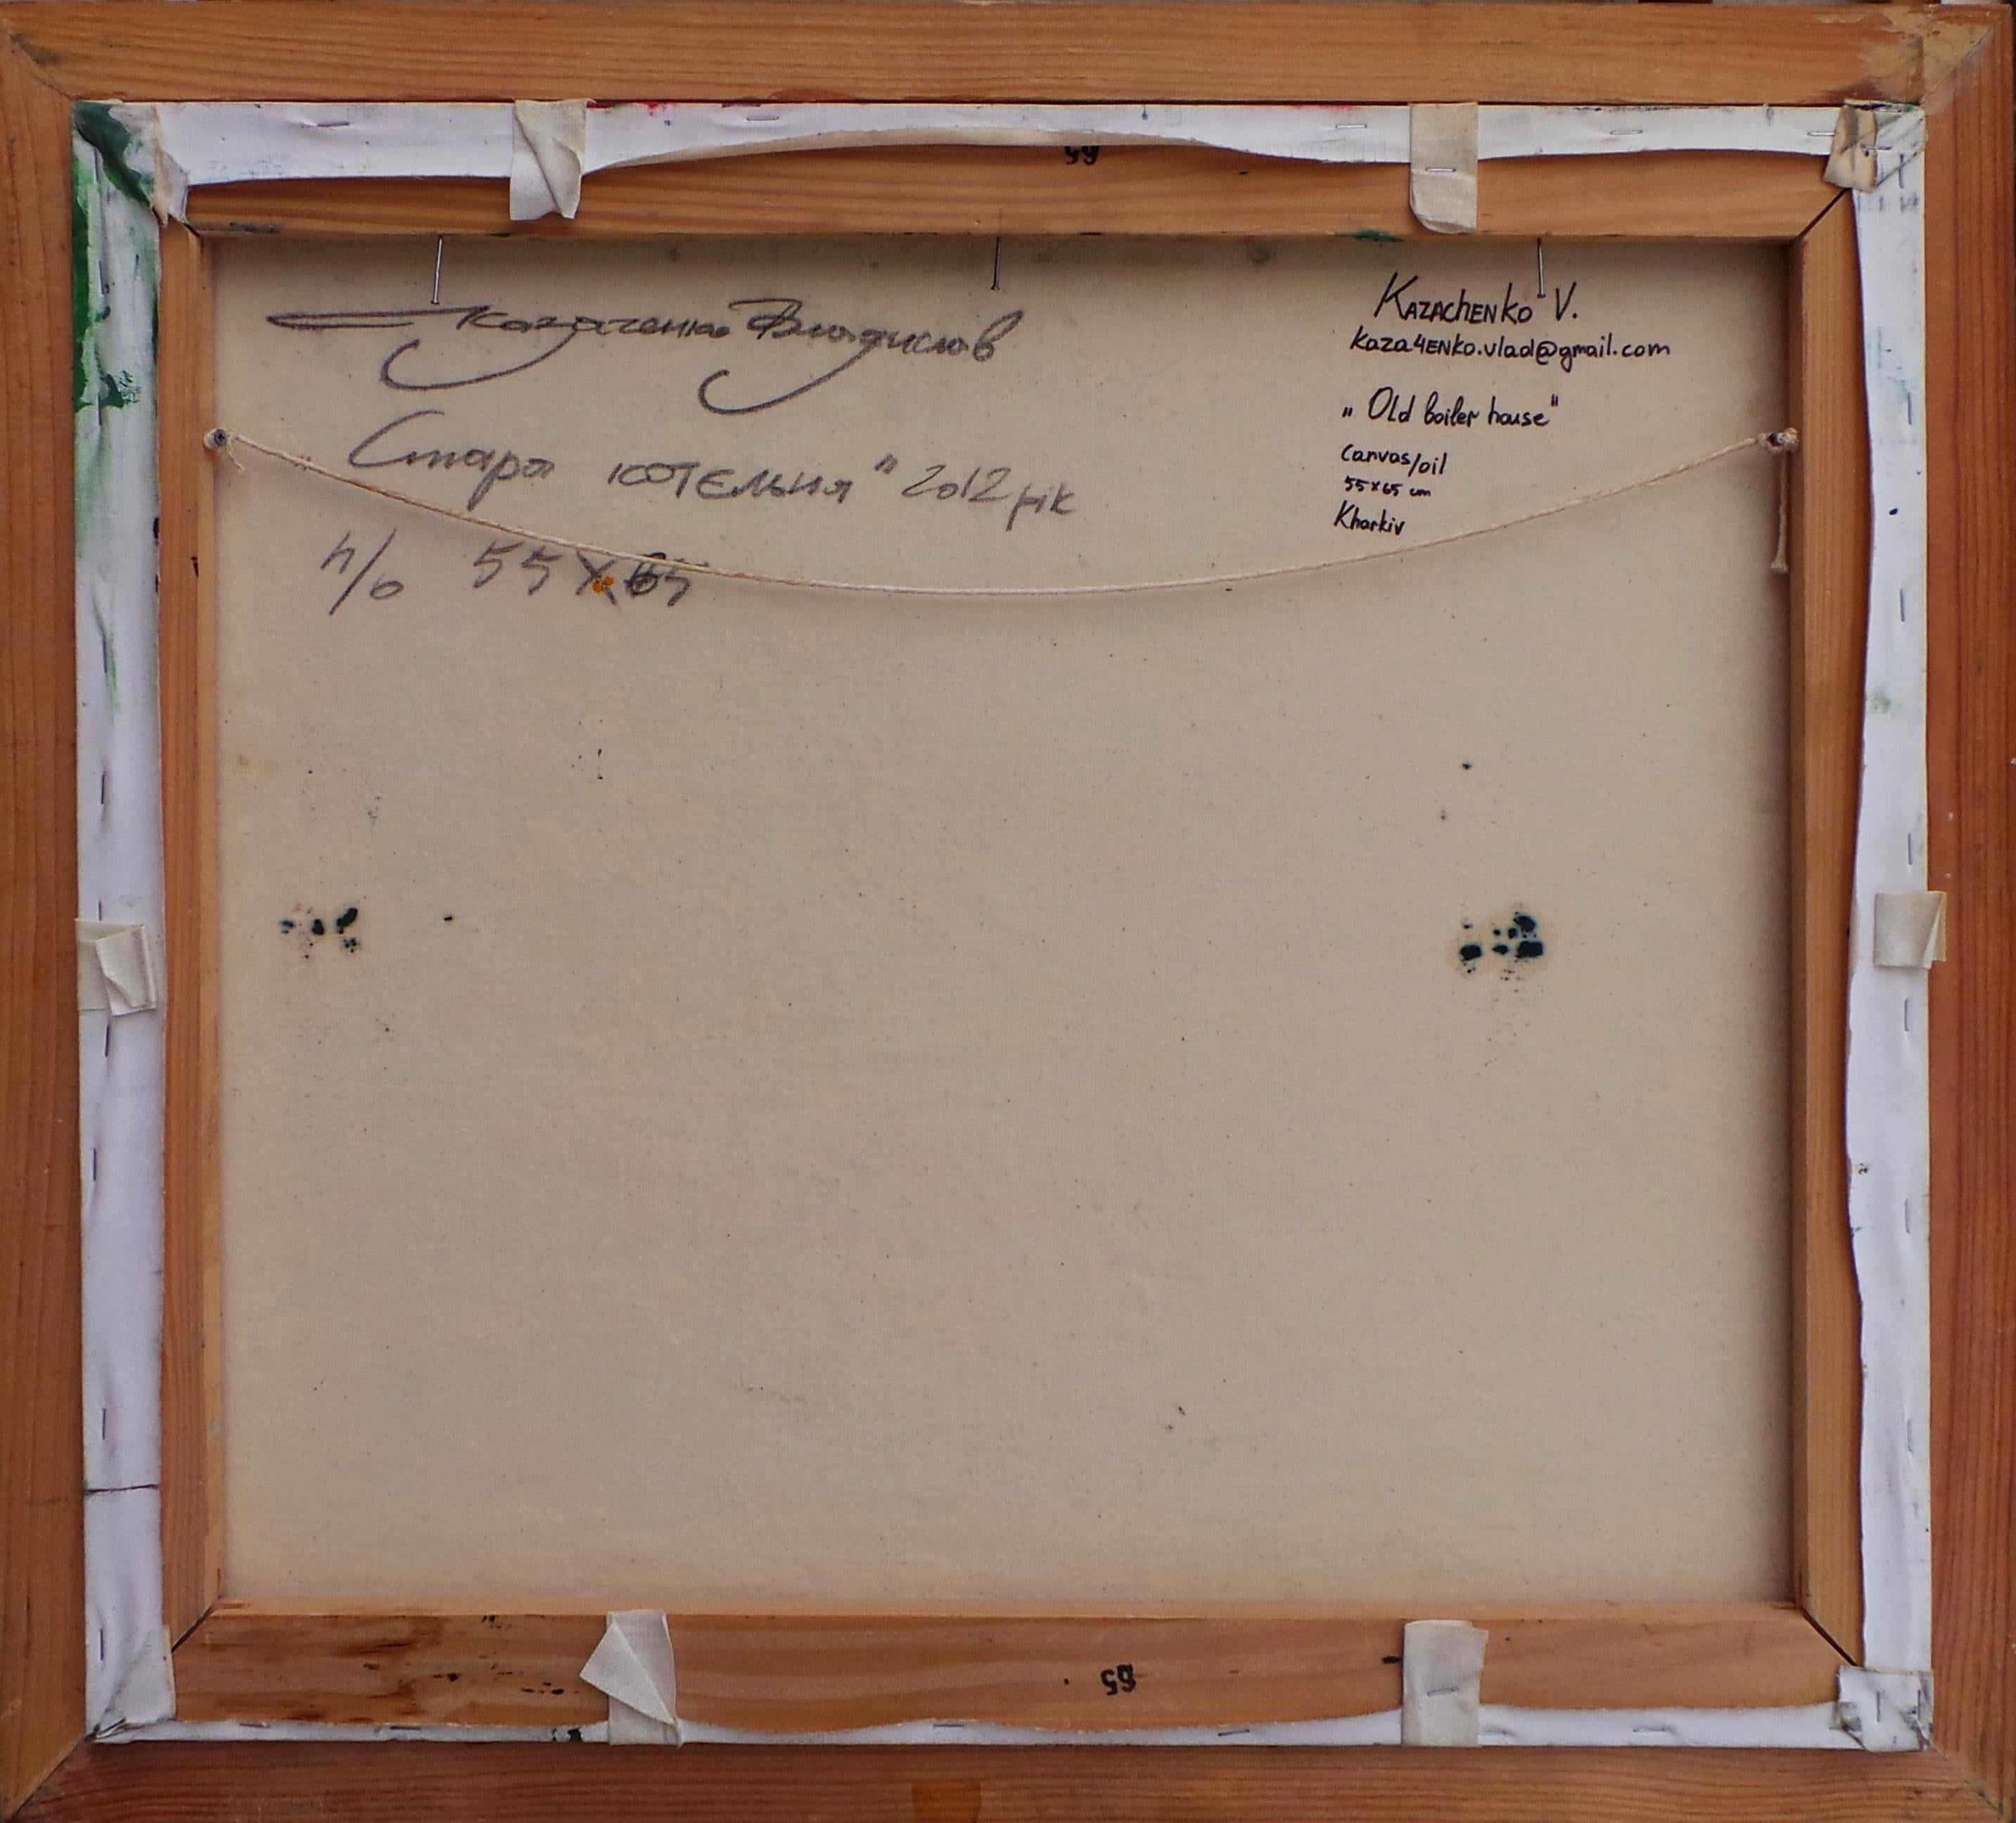 65
Казаченко Владислав
Стара котельня" 2012 рік
п/о 55х65
Kazachenko V.
kaza4enko.vlad@gmail.com
„Old boiler house"
Canvas/oil
55x65 cm
Kharkiv
65